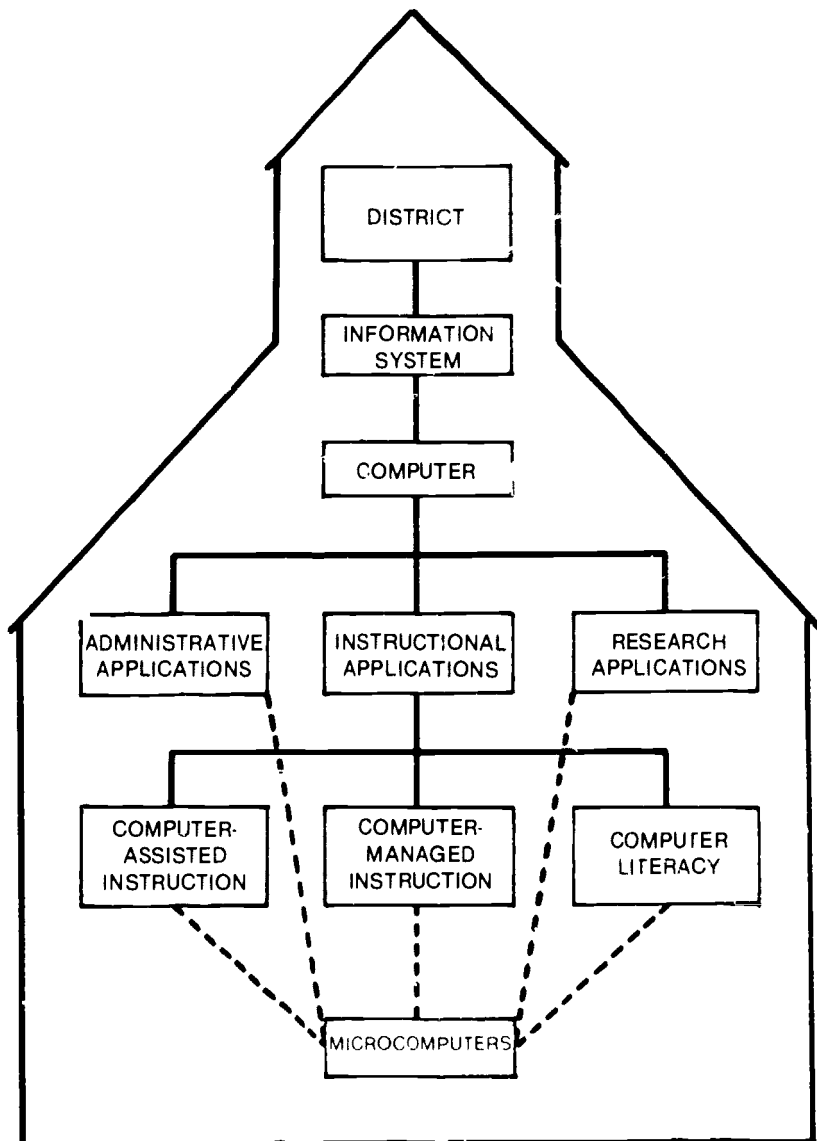 DISTRICT
INFORMATION
SYSTEM
COMPUTER
ADMINISTRATIVE
APPLICATIONS
INSTRUCTIONAL
APPLICATIONS
RESEARCH
APPLICATIONS
COMPUTER-
ASSISTED
INSTRUCTION
COMPUTER-
MANAGED
INSTRUCTION
COMPUTER
LITERACY
MICROCOMPUTERS